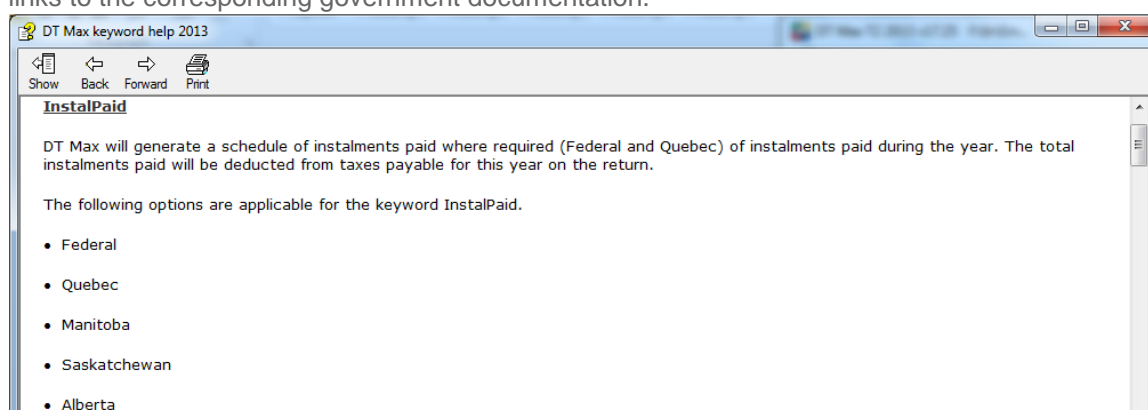 links to the corresponding government documentation.
DT Max keyword help 2013
Show Back Forward Print
InstalPaid
DT Max will generate a schedule of instalments paid where required (Federal and Quebec) of instalments paid during the year. The total
instalments paid will be deducted from taxes payable for this year on the return.
The following options are applicable for the keyword InstalPaid.
• Federal
• Quebec
• Manitoba
• Saskatchewan
• Alberta